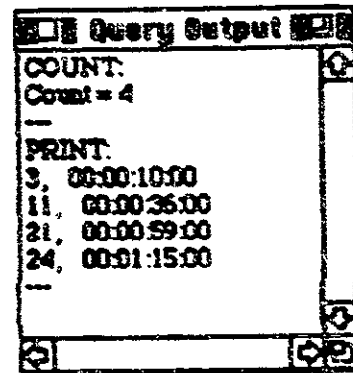 Query Output
COUNT:
Count = 4
---
PRINT:
3, 00:00:10:00
11, 00:00:36:00
21, 00:00:59:00
24, 00:01:15:00
---